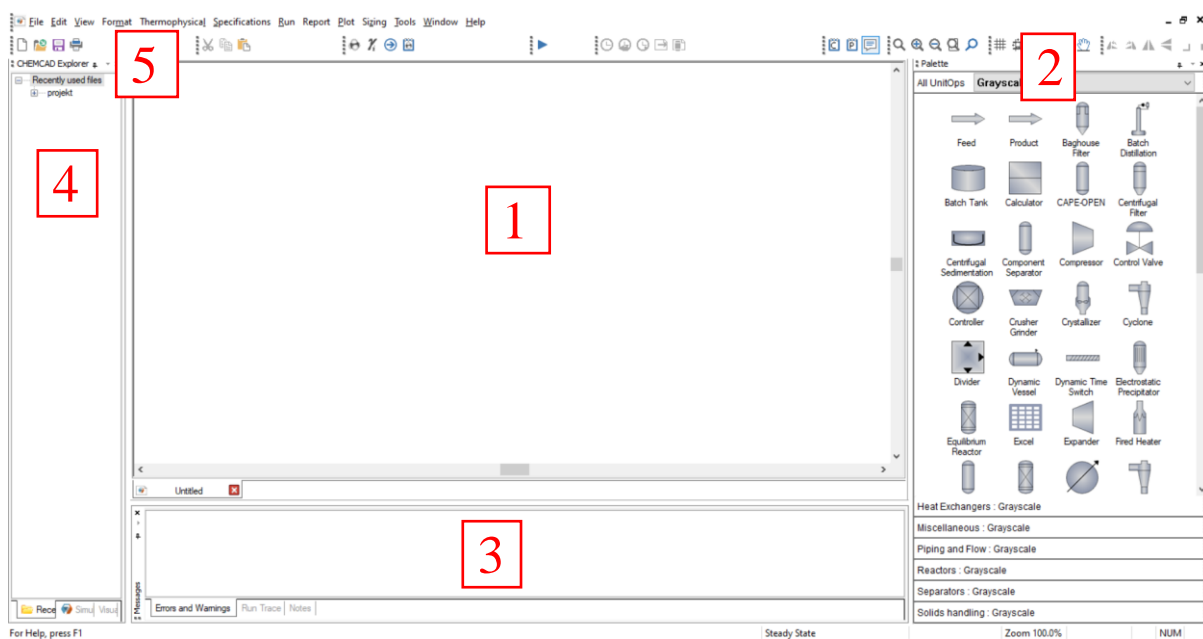 File Edit View Format Thermophysical Specifications Run Report Plot Sizing Tools Window Help
5
CHEMCAD Explorer
Recently used files
projekt
4
1
C P
2
Palette
All UnitOps Grayscal
Feed Product Baghouse Filter Batch Distillation
Batch Tank Calculator CAPE-OPEN Centrifugal Filter
Centrifugal Sedimentation Component Separator Compressor Control Valve
Controller Crusher Grinder Crystallizer Cyclone
Divider Dynamic Vessel Dynamic Time Switch Electrostatic Precipitator
Equilibrium Reactor Excel Expander Fired Heater
Heat Exchangers : Grayscale
Miscellaneous : Grayscale
Piping and Flow : Grayscale
Reactors : Grayscale
Separators : Grayscale
Solids handling : Grayscale
Untitled
3
Messages
Errors and Warnings Run Trace Notes
Rece Simu Visua
For Help, press F1 Steady State Zoom 100.0% NUM